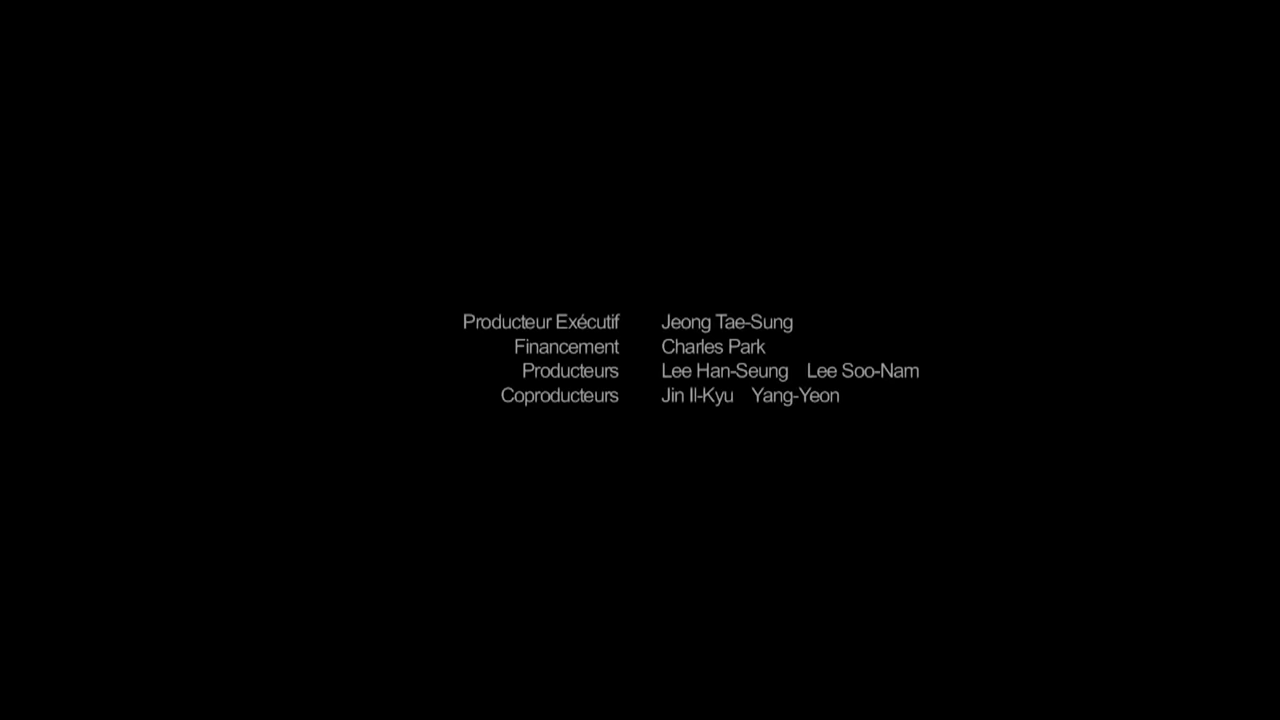 Producteur Exécutif Jeong Tae-Sung
Financement Charles Park
Producteurs Lee Han-Seung Lee Soo-Nam
Coproducteurs Jin Il-Kyu Yang-Yeon